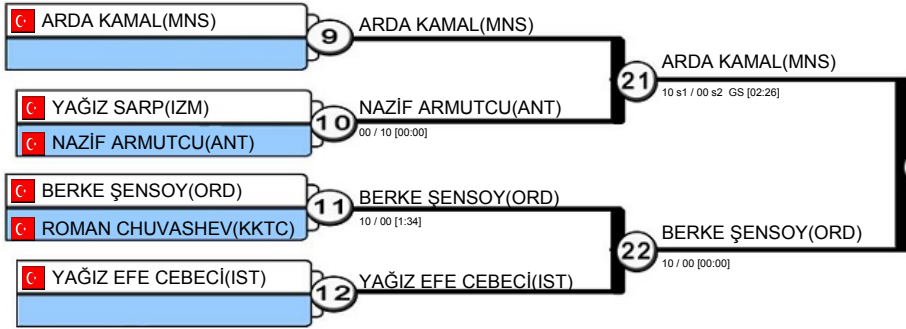 ARDA KAMAL(MNS)
9
ARDA KAMAL(MNS)
21
ARDA KAMAL(MNS)
10 s1 / 00 s2 GS [02:26]
YAĞIZ SARP(IZM)
NAZİF ARMUTCU(ANT)
10
NAZİF ARMUTCU(ANT)
00 / 10 [00:00]
BERKE ŞENSOY(ORD)
ROMAN CHUVASHEV(KKTC)
11
BERKE ŞENSOY(ORD)
10 / 00 [1:34]
22
BERKE ŞENSOY(ORD)
10 / 00 [00:00]
YAĞIZ EFE CEBECİ(IST)
12
YAĞIZ EFE CEBECİ(IST)